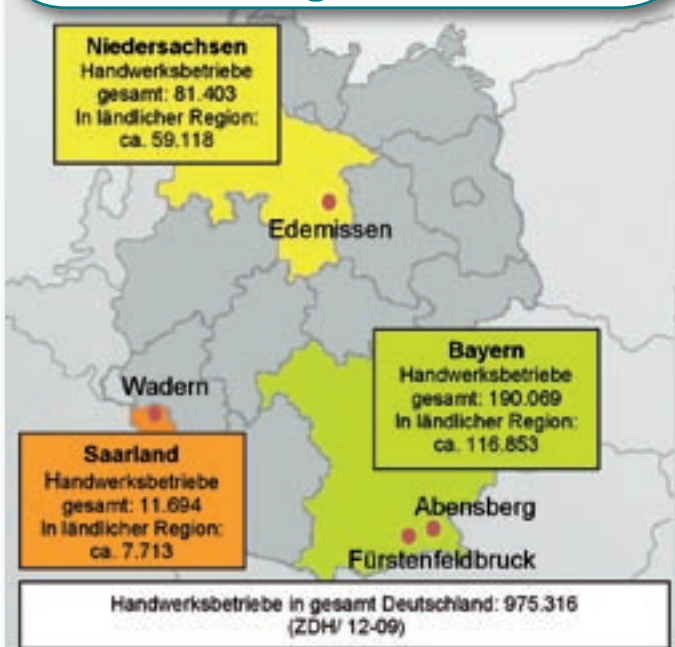 Niedersachsen
Handwerksbetriebe
gesamt: 81.403
In ländlicher Region:
ca. 59.118
Edemissen
Bayern
Handwerksbetriebe
gesamt: 190.069
In ländlicher Region:
ca. 116.853
Wadern
Saarland
Handwerksbetriebe
gesamt: 11.694
In ländlicher Region:
ca. 7.713
Abensberg
Fürstenfeldbruck
Handwerksbetriebe in gesamt Deutschland: 975.316
(ZDH/ 12-09)